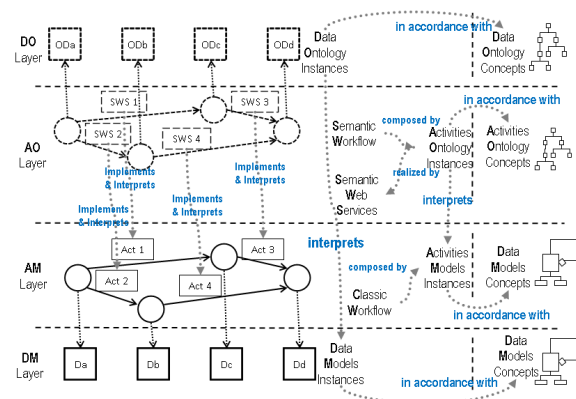 DO
Layer
ODa
ODb
ODc
ODd
Data
Ontology
Instances
in accordance with
Data
Ontology
Concepts
AO
Layer
SWS 1
SWS 2
SWS 3
SWS 4
Implements
& Interprets
Implements
& Interprets
Implements
& Interprets
Semantic
Workflow
composed by
Semantic
Web
Services
realized by
Activities
Ontology
Instances
in accordance with
Activities
Ontology
Concepts
interprets
interprets
AM
Layer
Act 1
Act 2
Act 3
Act 4
composed by
Classic
Workflow
Activities
Models
Instances
Data
Models
Concepts
in accordance with
DM
Layer
Da
Db
Dc
Dd
Data
Models
Instances
in accordance with
Data
Models
Concepts